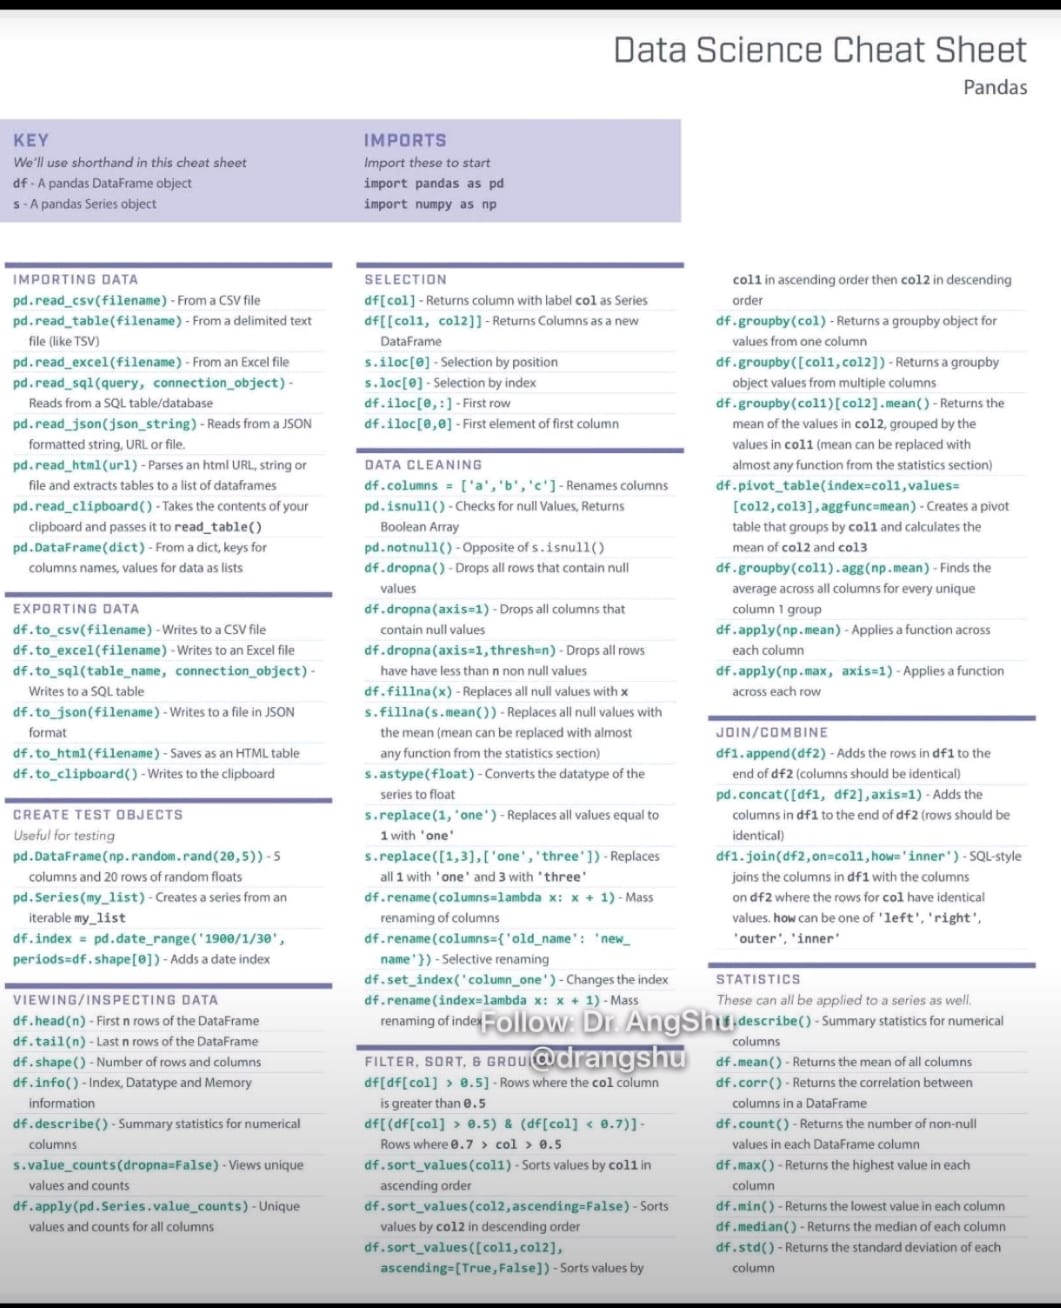 Data Science Cheat Sheet
Pandas
KEY
We'll use shorthand in this cheat sheet
df - A pandas DataFrame object
s - A pandas Series object
IMPORTS
Import these to start
import pandas as pd
import numpy as np
IMPORTING DATA
pd.read_csv(filename) - From a CSV file
pd.read_table(filename) - From a delimited text
file (like TSV)
pd.read_excel(filename) - From an Excel file
pd.read_sql(query, connection_object) -
Reads from a SQL table/database
pd.read_json(json_string) - Reads from a JSON
formatted string, URL or file.
pd.read_html(url) - Parses an html URL, string or
file and extracts tables to a list of dataframes
pd.read_clipboard() - Takes the contents of your
clipboard and passes it to read_table()
pd.DataFrame(dict) - From a dict, keys for
columns names, values for data as lists
EXPORTING DATA
df.to_csv(filename) - Writes to a CSV file
df.to_excel(filename) - Writes to an Excel file
df.to_sql(table_name, connection_object) -
Writes to a SQL table
df.to_json(filename) - Writes to a file in JSON
format
df.to_html(filename) - Saves as an HTML table
df.to_clipboard() - Writes to the clipboard
CREATE TEST OBJECTS
Useful for testing
pd.DataFrame(np.random.rand(20,5)) - 5
columns and 20 rows of random floats
pd.Series(my_list) - Creates a series from an
iterable my_list
df.index = pd.date_range('1900/1/30',
periods=df.shape[0]) - Adds a date index
VIEWING/INSPECTING DATA
df.head(n) - First n rows of the DataFrame
df.tail(n) - Last n rows of the DataFrame
df.shape() - Number of rows and columns
df.info() - Index, Datatype and Memory
information
df.describe() - Summary statistics for numerical
columns
s.value_counts(dropna=False) - Views unique
values and counts
df.apply(pd.Series.value_counts) - Unique
values and counts for all columns
SELECTION
df[col] - Returns column with label col as Series
df[[col1, col2]] - Returns Columns as a new
DataFrame
s.iloc[0] - Selection by position
s.loc[0] - Selection by index
df.iloc[0,:] - First row
df.iloc[0,0] - First element of first column
DATA CLEANING
df.columns = ['a','b','c'] - Renames columns
pd.isnull() - Checks for null Values, Returns
Boolean Array
pd.notnull() - Opposite of s.isnull()
df.dropna() - Drops all rows that contain null
values
df.dropna(axis=1) - Drops all columns that
contain null values
df.dropna(axis=1,thresh=n) - Drops all rows
have have less than n non null values
df.fillna(x) - Replaces all null values with x
s.fillna(s.mean()) - Replaces all null values with
the mean (mean can be replaced with almost
any function from the statistics section)
s.astype(float) - Converts the datatype of the
series to float
s.replace(1,'one') - Replaces all values equal to
1 with 'one'
s.replace([1,3],['one','three']) - Replaces
all 1 with 'one' and 3 with 'three'
df.rename(columns=lambda x: x + 1) - Mass
renaming of columns
df.rename(columns={'old_name': 'new_
name'}) - Selective renaming
df.set_index('column_one') - Changes the index
df.rename(index=lambda x: x + 1) - Mass
renaming of index
Follow: Dr. AngShu
@drangshu
FILTER, SORT, &
df[df[col] > 0.5] - Rows where the col column
is greater than 0.5
df[(df[col] > 0.5) & (df[col] < 0.7)] -
Rows where 0.7 > col > 0.5
df.sort_values(col1) - Sorts values by col1 in
ascending order
df.sort_values(col2,ascending=False) - Sorts
values by col2 in descending order
df.sort_values([col1,col2],
ascending=[True,False]) - Sorts values by
col1 in ascending order then col2 in descending
order
df.groupby(col) - Returns a groupby object for
values from one column
df.groupby([col1,col2]) - Returns a groupby
object values from multiple columns
df.groupby(col1)[col2].mean() - Returns the
mean of the values in col2, grouped by the
values in col1 (mean can be replaced with
almost any function from the statistics section)
df.pivot_table(index=col1,values=
[col2,col3],aggfunc=mean) - Creates a pivot
table that groups by col1 and calculates the
mean of col2 and col3
df.groupby(col1).agg(np.mean) - Finds the
average across all columns for every unique
column 1 group
df.apply(np.mean) - Applies a function across
each column
df.apply(np.max, axis=1) - Applies a function
across each row
JOIN/COMBINE
df1.append(df2) - Adds the rows in df1 to the
end of df2 (columns should be identical)
pd.concat([df1, df2],axis=1) - Adds the
columns in df1 to the end of df2 (rows should be
identical)
df1.join(df2,on=col1,how='inner') - SQL-style
joins the columns in df1 with the columns
on df2 where the rows for col have identical
values. how can be one of 'left', 'right',
'outer', 'inner'
STATISTICS
These can all be applied to a series as well.
df.describe() - Summary statistics for numerical
columns
df.mean() - Returns the mean of all columns
df.corr() - Returns the correlation between
columns in a DataFrame
df.count() - Returns the number of non-null
values in each DataFrame column
df.max() - Returns the highest value in each
column
df.min() - Returns the lowest value in each column
df.median() - Returns the median of each column
df.std() - Returns the standard deviation of each
column